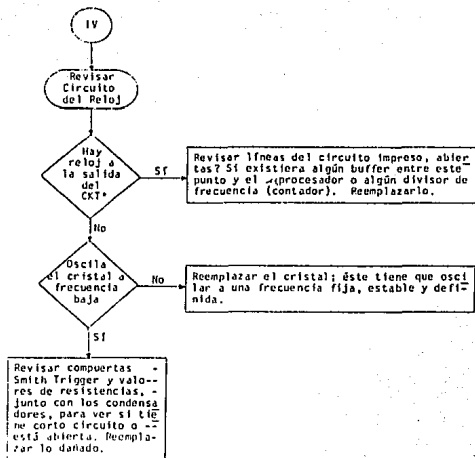 IV
Revisar
Circuito
del Reloj
Hay
reloj a
la salida
del
CKT*
Sí
Revisar líneas del circuito impreso, abier
tas? Si existiera algún buffer entre este
punto y el µprocesador o algún divisor de
frecuencia (contador). Reemplazarlo.
No
Oscila
el cristal a
frecuencia
baja
No
Reemplazar el cristal; éste tiene que osci
lar a una frecuencia fija, estable y defi-
nida.
Sí
Revisar compuertas -
Smith Trigger y valo--
res de resistencias, -
junto con los condensa
dores, para ver si tie
ne corto circuito o --
está abierta. Reempla-
zar lo dañado.